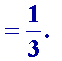 = 1/3.